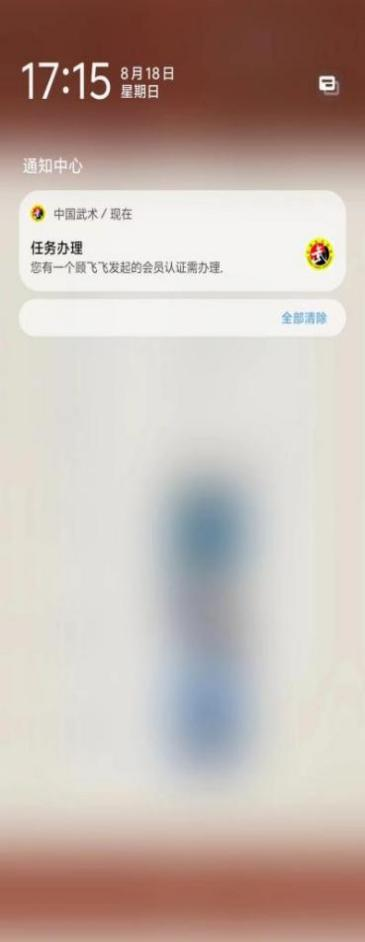 17:15
8月18日
星期日
通知中心
中国武术 / 现在
任务办理
您有一个顾飞飞发起的会员认证需办理。
武
全部清除